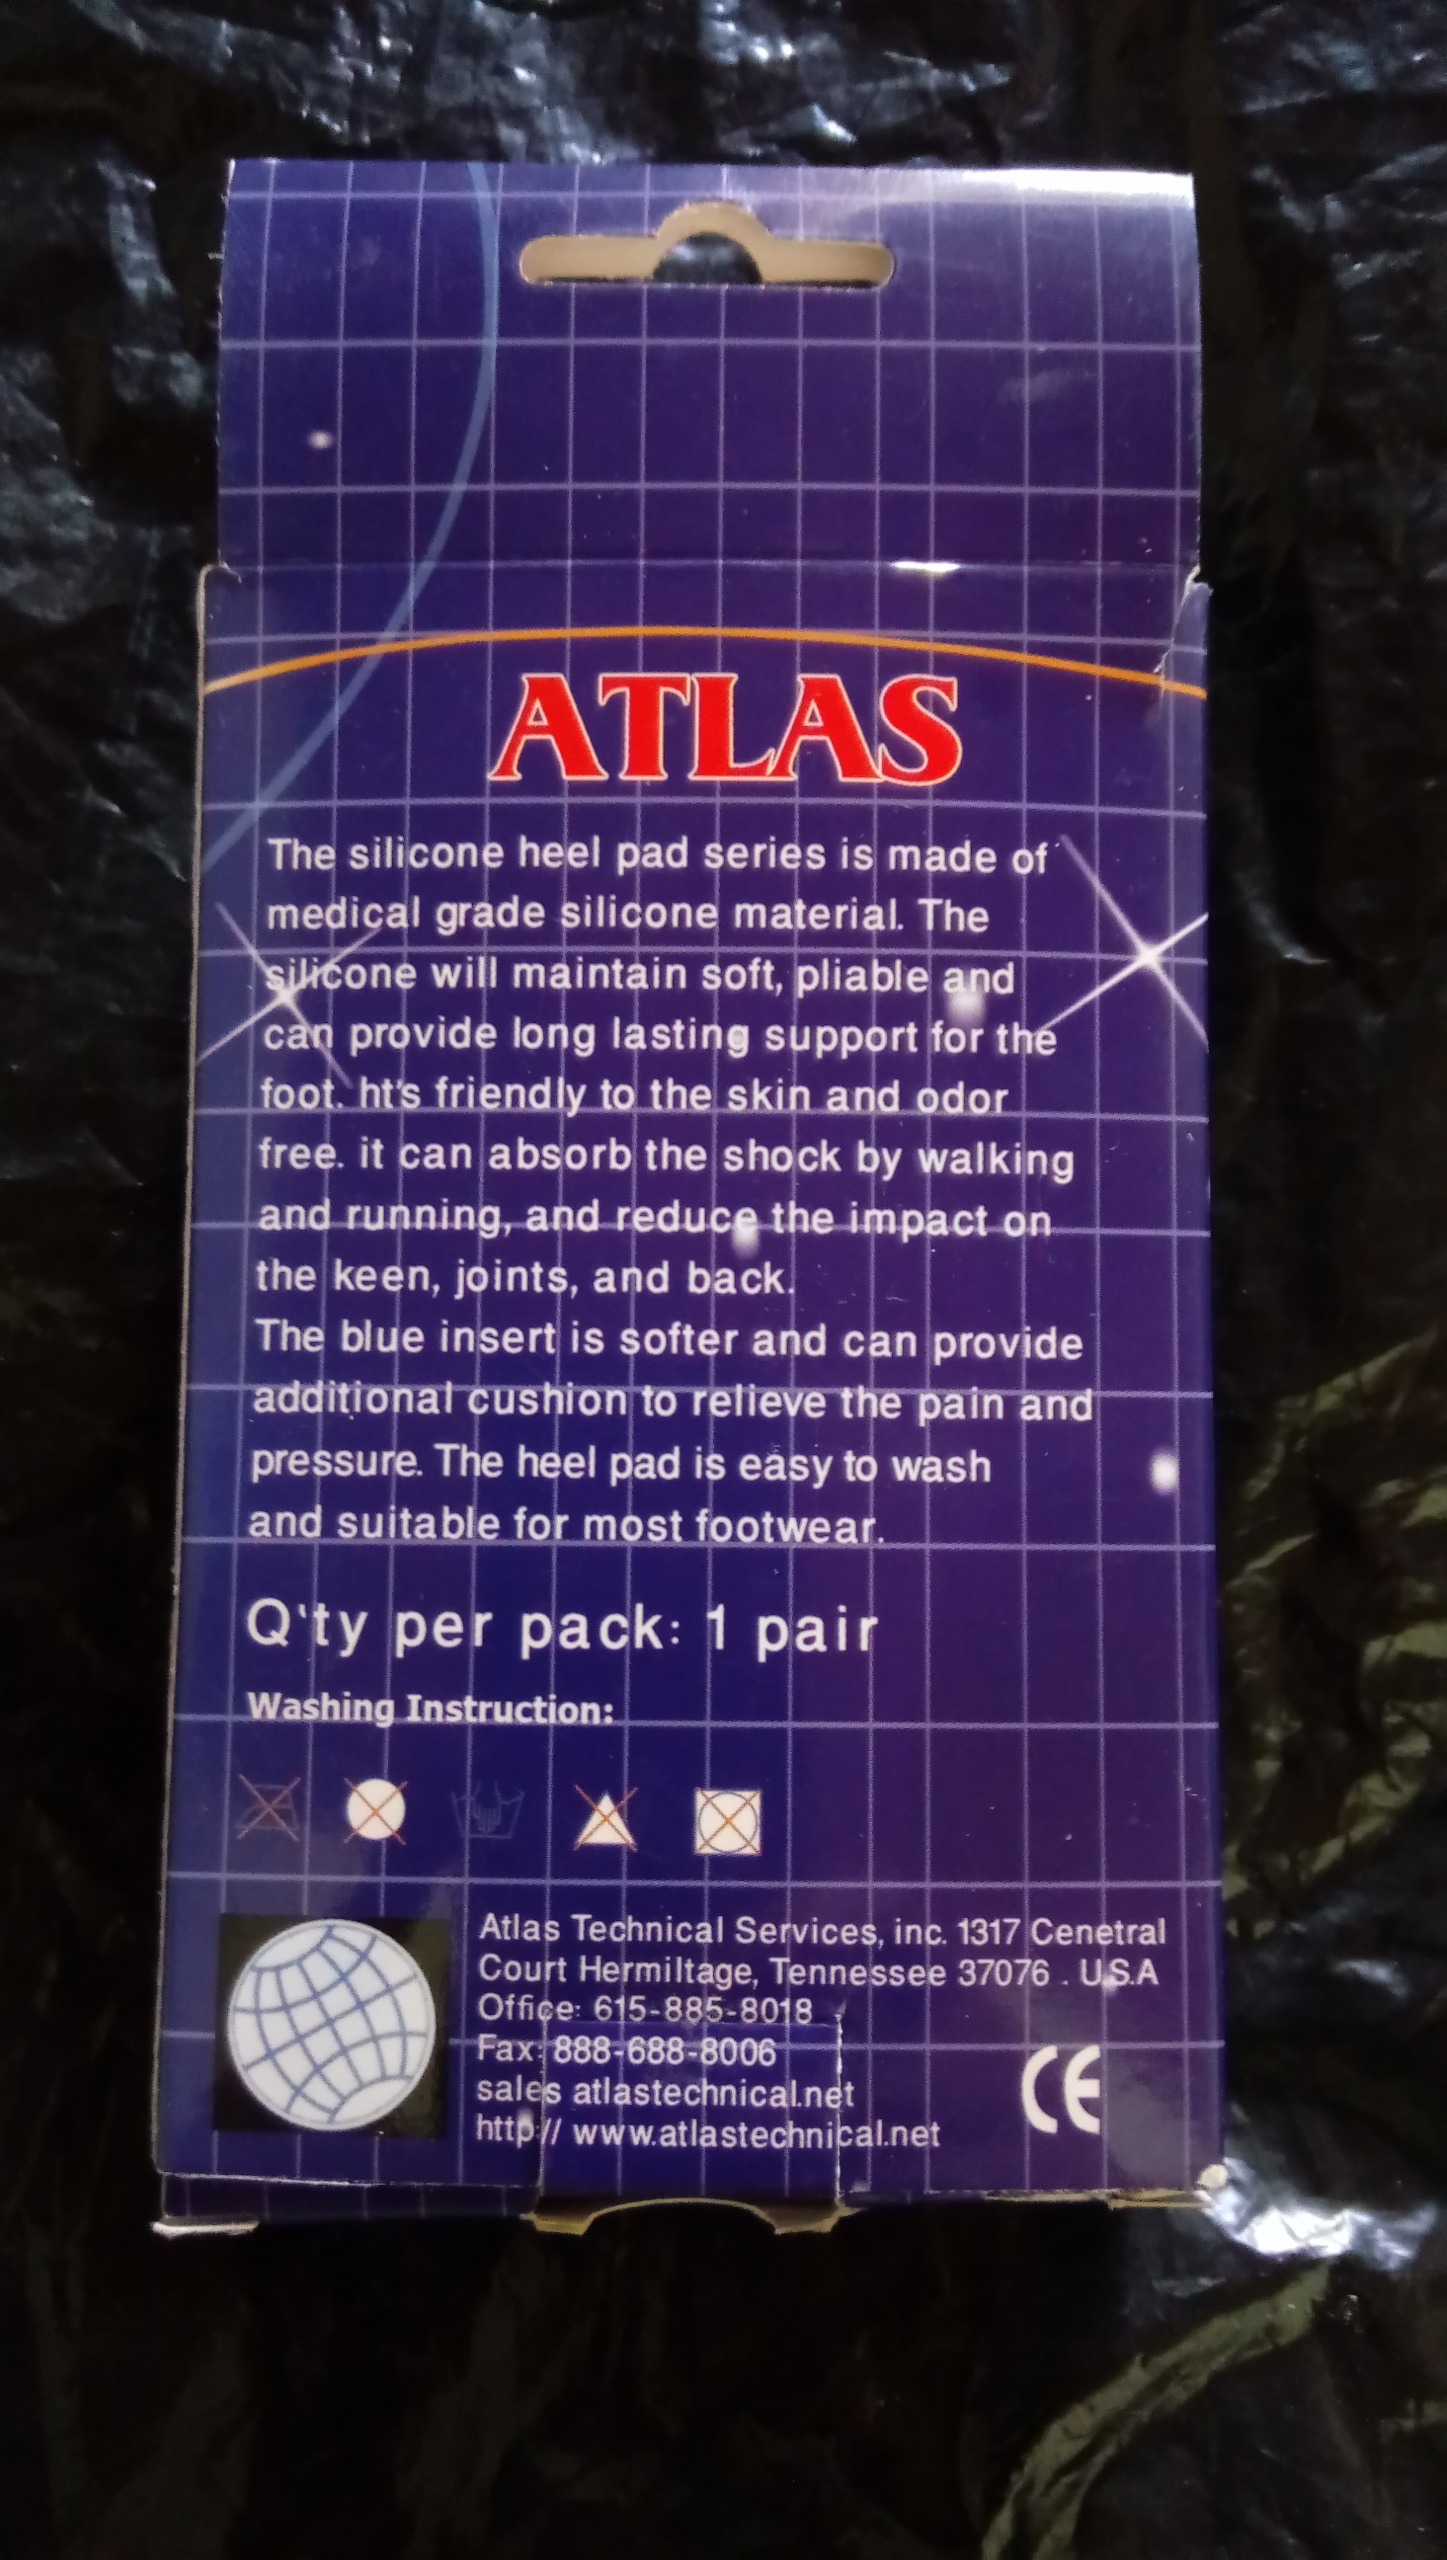 ATLAS
The silicone heel pad series is made of
medical grade silicone material. The
silicone will maintain soft, pliable and
can provide long lasting support for the
foot. ht's friendly to the skin and odor
free. it can absorb the shock by walking
and running, and reduce the impact on
the keen, joints, and back.
The blue insert is softer and can provide
additional cushion to relieve the pain and
pressure. The heel pad is easy to wash
and suitable for most footwear.
Q'ty per pack: 1 pair
Washing Instruction:
Atlas Technical Services, inc. 1317 Cenetral
Court Hermiltage, Tennessee 37076 . U.S.A
Office: 615-885-8018
Fax: 888-688-8006
sales atlastechnical.net
http:// www.atlastechnical.net
CE